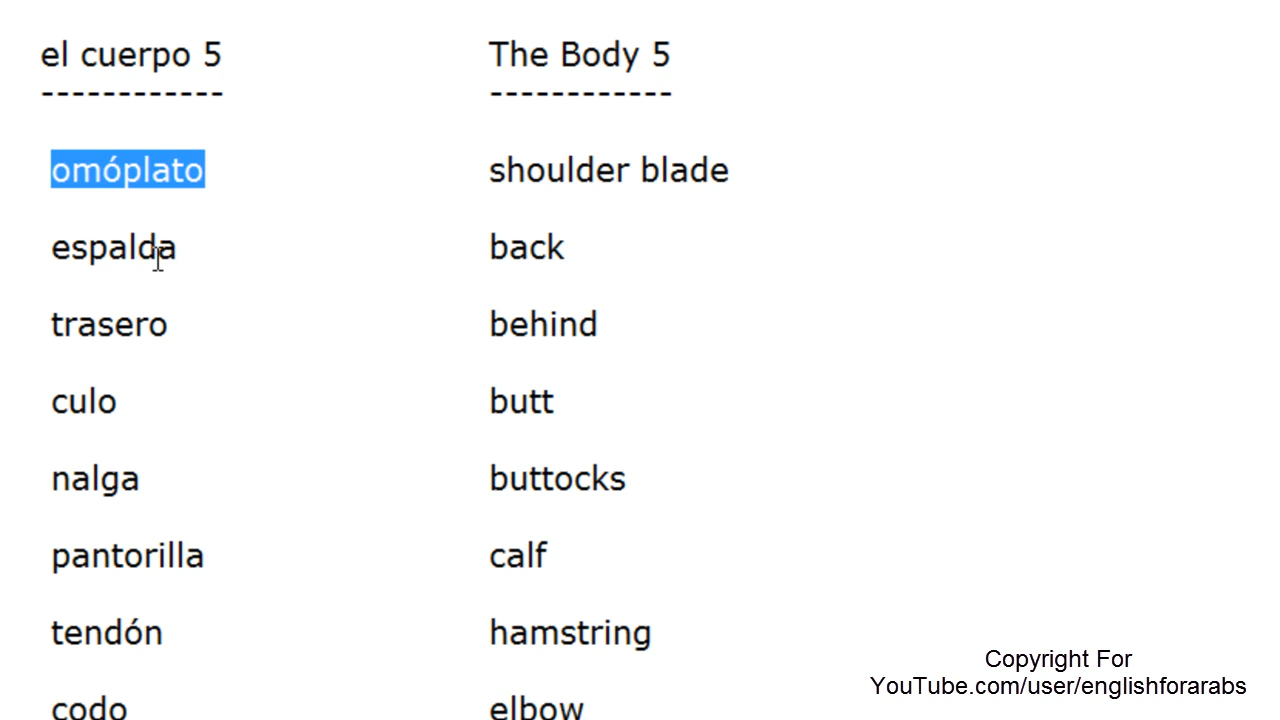 el cuerpo 5 The Body 5
------------ ------------
omóplato shoulder blade
espalda back
trasero behind
culo butt
nalga buttocks
pantorilla calf
tendón hamstring
codo elbow
Copyright For
YouTube.com/user/englishforarabs